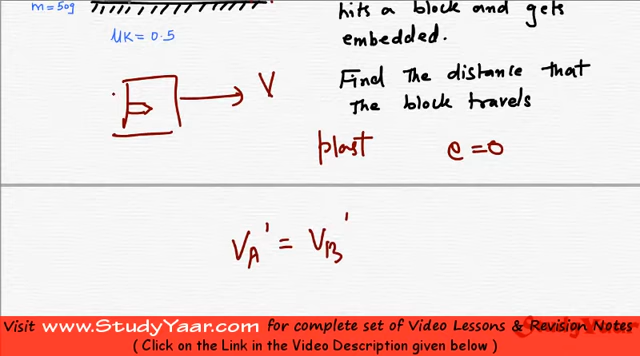 m = 50g
μk = 0.5
hits a block and gets
embedded.
Find the distance that
the block travels
V
plast e = 0
VA' = VB'
StudyYaar
Visit www.StudyYaar.com for complete set of Video Lessons & Revision Notes
( Click on the Link in the Video Description given below )